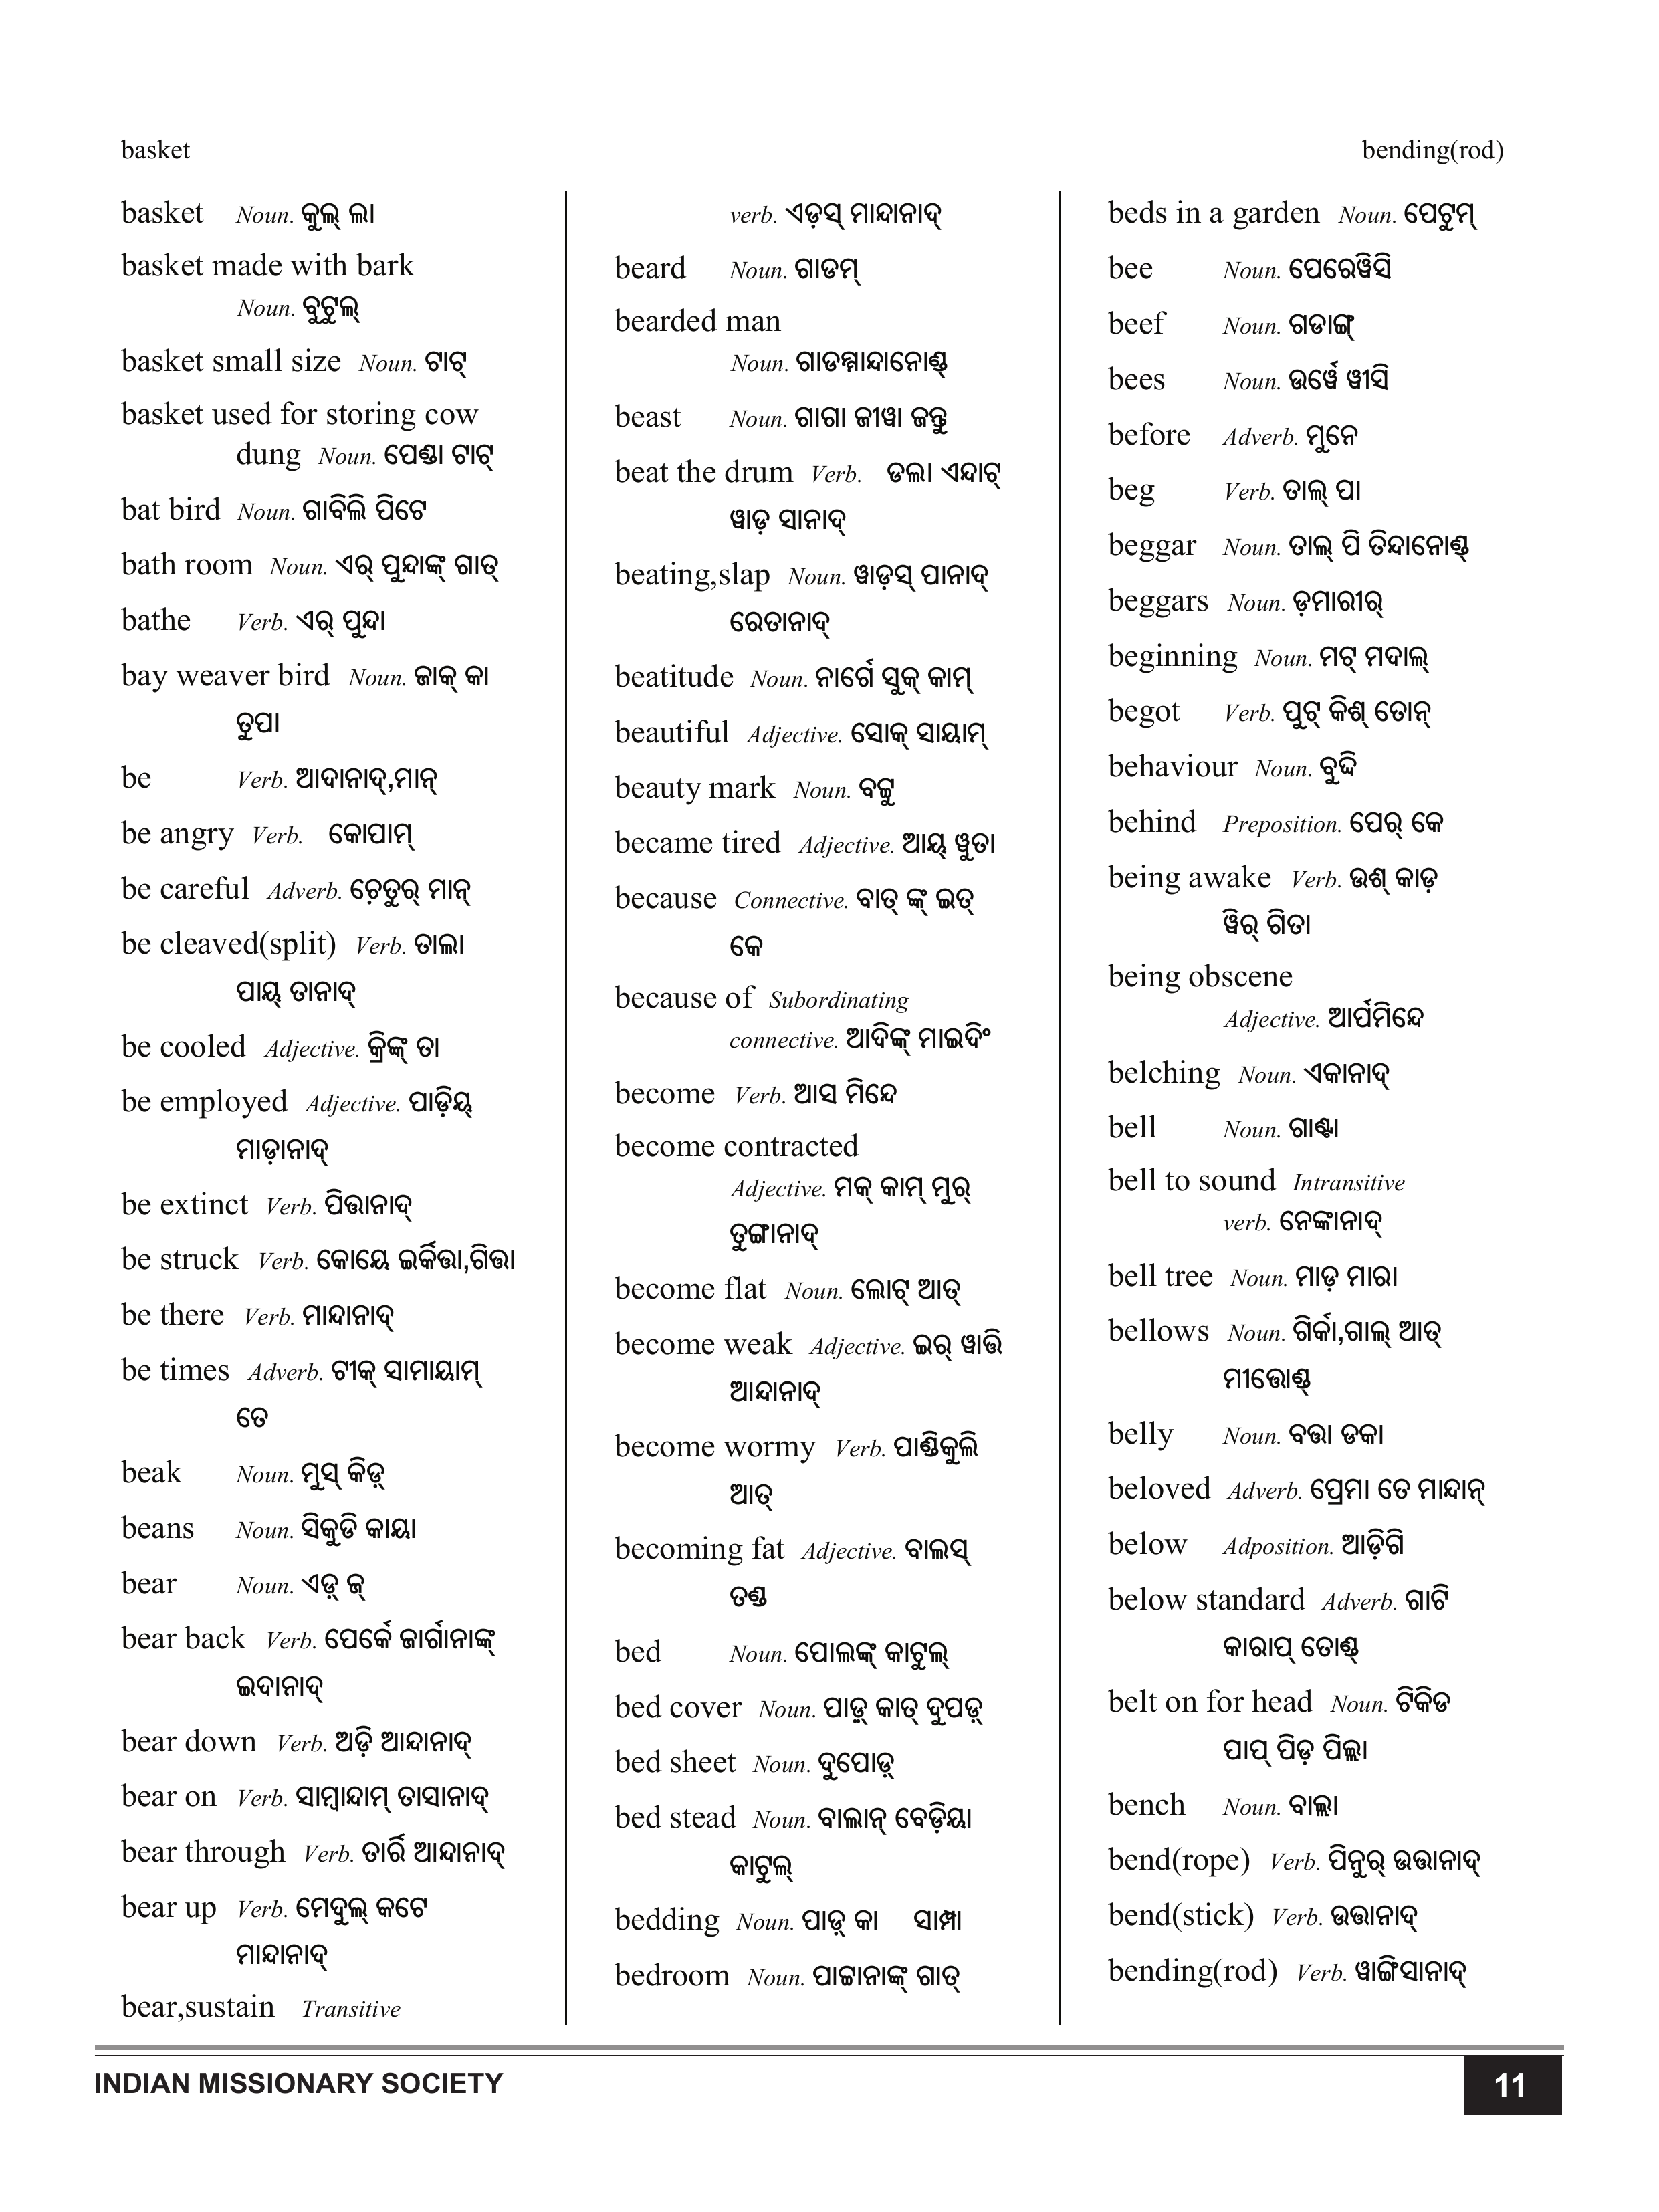 basket
bending(rod)
basket Noun. କୁଲ୍ ଲା
basket made with bark
Noun. ବୁଟୁଲ୍
basket small size Noun. ଟାଟ୍
basket used for storing cow
dung Noun. ପେଣ୍ଡା ଟାଟ୍
bat bird Noun. ଗାବିଲି ପିଟେ
bath room Noun. ଏର୍ ପୁନ୍ଦାଙ୍କ୍ ଗାତ୍
bathe Verb. ଏର୍ ପୁନ୍ଦା
bay weaver bird Noun. ଜାକ୍ କା
ତୁପା
be Verb. ଆଦାନାଦ୍,ମାନ୍
be angry Verb. କୋପାମ୍
be careful Adverb. ଚେ଼ତୁର୍ ମାନ୍
be cleaved(split) Verb. ତାଲା
ପାୟ୍ ତାନାଦ୍
be cooled Adjective. କ୍ରିଙ୍କ୍ ତା
be employed Adjective. ପାଡ଼ିୟ୍
ମାଡ଼ାନାଦ୍
be extinct Verb. ପିତ୍ତାନାଦ୍
be struck Verb. କୋୟେ ଇର୍କିତ୍ତା,ଗିତ୍ତା
be there Verb. ମାନ୍ଦାନାଦ୍
be times Adverb. ଟୀକ୍ ସାମାୟାମ୍
ତେ
beak Noun. ମୁସ୍ କିଡ଼୍
beans Noun. ସିକୁଡି କାୟା
bear Noun. ଏଡ଼୍ ଜ୍
bear back Verb. ପେର୍କେ ଜାର୍ଗାନାଙ୍କ୍
ଇଦାନାଦ୍
bear down Verb. ଅଡ଼ି ଆନ୍ଦାନାଦ୍
bear on Verb. ସାମ୍ବାନ୍ଦାମ୍ ତାସାନାଦ୍
bear through Verb. ତାର୍ରି ଆନ୍ଦାନାଦ୍
bear up Verb. ମେଦୁଲ୍ କଟେ
ମାନ୍ଦାନାଦ୍
bear,sustain Transitive
verb. ଏଡ଼ସ୍ ମାନ୍ଦାନାଦ୍
beard Noun. ଗାଡମ୍
bearded man
Noun. ଗାଡମ୍ମାନ୍ଦାନୋଣ୍ଡ୍
beast Noun. ଗାଗା ଜୀୱା ଜନ୍ତୁ
beat the drum Verb. ଡଲା ଏନ୍ଦାଟ୍
ୱାଡ଼ ସାନାଦ୍
beating,slap Noun. ୱାଡ଼ସ୍ ପାନାଦ୍
ରେତାନାଦ୍
beatitude Noun. ନାର୍ଗେ ସୁକ୍ କାମ୍
beautiful Adjective. ସୋକ୍ ସାୟାମ୍
beauty mark Noun. ବଟ୍ଟୁ
became tired Adjective. ଆୟ୍ ୱୁତା
because Connective. ବାତ୍ ଙ୍କ୍ ଇତ୍
କେ
because of Subordinating
connective. ଆଦିଙ୍କ୍ ମାଇଦିଂ
become Verb. ଆସ ମିନ୍ଦେ
become contracted
Adjective. ମକ୍ କାମ୍ ମୁର୍
ତୁଙ୍ଗାନାଦ୍
become flat Noun. ଲୋଟ୍ ଆତ୍
become weak Adjective. ଇର୍ ୱାତ୍ତି
ଆନ୍ଦାନାଦ୍
become wormy Verb. ପାଣ୍ଡିକୁଲି
ଆତ୍
becoming fat Adjective. ବାଲସ୍
ତଣ୍ଡ
bed Noun. ପୋଲଙ୍କ୍ କାଟୁଲ୍
bed cover Noun. ପାଡ଼ୁ୍ କାତ୍ ଦୁପଡ଼୍
bed sheet Noun. ଦୁପୋଡ଼୍
bed stead Noun. ବାଲାନ୍ ବେଡ଼ିୟା
କାଟୁଲ୍
bedding Noun. ପାଡ଼୍ କା ସାମ୍ପା
bedroom Noun. ପାଟ୍ଟାନାଙ୍କ୍ ଗାତ୍
beds in a garden Noun. ପେଟୁମ୍
bee Noun. ପେରେୱିସି
beef Noun. ଗଡାଙ୍ଗ୍
bees Noun. ଉର୍ୱେ ୱୀସି
before Adverb. ମୁନେ
beg Verb. ତାଲ୍ ପା
beggar Noun. ତାଲ୍ ପି ତିନ୍ଦାନୋଣ୍ଡ୍
beggars Noun. ଡ଼ମାରୀର୍
beginning Noun. ମଟ୍ ମଦାଲ୍
begot Verb. ପୁଟ୍ କିଶ୍ ତୋନ୍
behaviour Noun. ବୁଦ୍ଦି
behind Preposition. ପେର୍ କେ
being awake Verb. ଉଶ୍ କାଡ଼
ୱିର୍ ଗିତା
being obscene
Adjective. ଆର୍ପମିନ୍ଦେ
belching Noun. ଏକାନାଦ୍
bell Noun. ଗାଣ୍ଟା
bell to sound Intransitive
verb. ନେଙ୍କାନାଦ୍
bell tree Noun. ମାଡ଼ ମାରା
bellows Noun. ଗିର୍କା,ଗାଲ୍ ଆତ୍
ମୀତ୍ତୋଣ୍ଡ୍
belly Noun. ବତ୍ତା ଡକା
beloved Adverb. ପ୍ରେମା ତେ ମାନ୍ଦାନ୍
below Adposition. ଆଡ଼ିଗି
below standard Adverb. ଗାଟି
କାରାପ୍ ତୋଣ୍ଡ୍
belt on for head Noun. ଟିକିଡ
ପାପ୍ ପିଡ଼ ପିଲ୍ଲା
bench Noun. ବାଲ୍ଲା
bend(rope) Verb. ପିନୁର୍ ଉତ୍ତାନାଦ୍
bend(stick) Verb. ଉତ୍ତାନାଦ୍
bending(rod) Verb. ୱାଙ୍ଗିସାନାଦ୍
INDIAN MISSIONARY SOCIETY
11